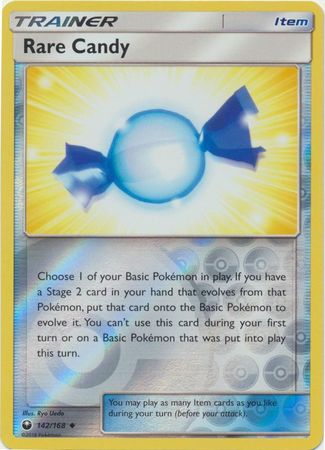 TRAINER Item
Rare Candy
Choose 1 of your Basic Pokémon in play. If you have
a Stage 2 card in your hand that evolves from that
Pokémon, put that card onto the Basic Pokémon to
evolve it. You can't use this card during your first
turn or on a Basic Pokémon that was put into play
this turn.
You may play as many Item cards as you like
during your turn (before your attack).
Illus. Ryo Ueda
142/168
©2018 Pokémon